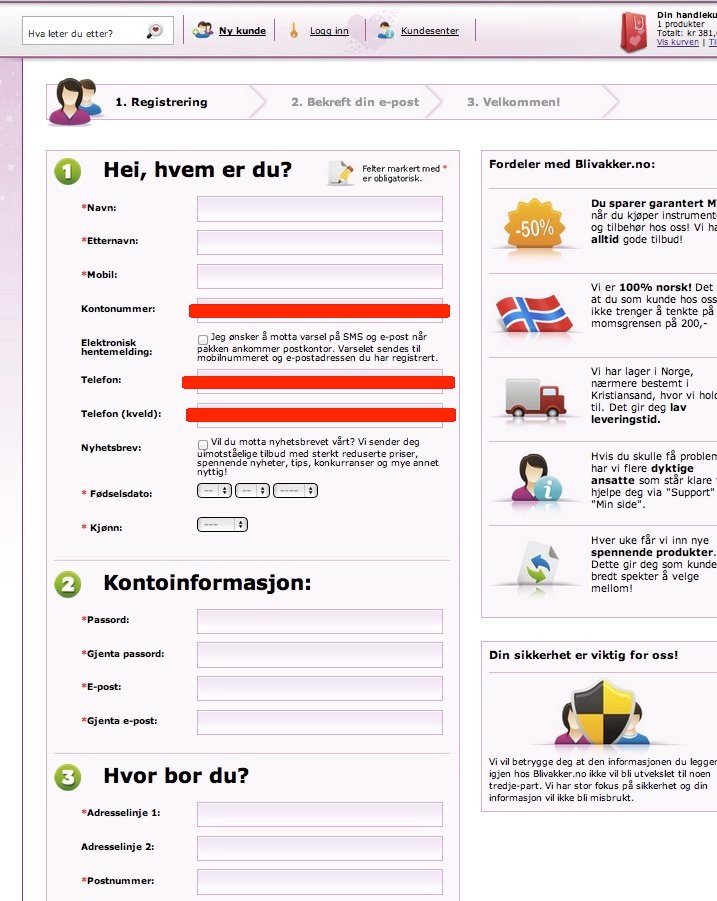 Hva leter du etter?
Ny kunde
Logg inn
Kundesenter
Din handleku
1 produkter
Totalt: kr 381,
Vis kurven |
1. Registrering
2. Bekreft din e-post
3. Velkommen!
1 Hei, hvem er du?
Felter markert med *
er obligatorisk.
*Navn:
*Etternavn:
*Mobil:
Kontonummer:
Elektronisk
hentemelding:
Jeg ønsker å motta varsel på SMS og e-post når
pakken ankommer postkontor. Varselet sendes til
mobilnummeret og e-postadressen du har registrert.
Telefon:
Telefon (kveld):
Nyhetsbrev:
Vil du motta nyhetsbrevet vårt? Vi sender deg
uimotståelige tilbud med sterkt reduserte priser,
spennende nyheter, tips, konkurranser og mye annet
nyttig!
* Fødselsdato:
-- -- ----
* Kjønn:
---
2 Kontoinformasjon:
*Passord:
*Gjenta passord:
*E-post:
*Gjenta e-post:
3 Hvor bor du?
*Adresselinje 1:
Adresselinje 2:
*Postnummer:
Fordeler med Blivakker.no:
-50%
Du sparer garantert M
når du kjøper instrument
og tilbehør hos oss! Vi ha
alltid gode tilbud!
Vi er 100% norsk! Det
at du som kunde hos oss
ikke trenger å tenkte på
momsgrensen på 200,-
Vi har lager i Norge,
nærmere bestemt i
Kristiansand, hvor vi hold
til. Det gir deg lav
leveringstid.
Hvis du skulle få problem
har vi flere dyktige
ansatte som står klare
hjelpe deg via "Support"
"Min side".
Hver uke får vi inn nye
spennende produkter.
Dette gir deg som kunde
bredt spekter å velge
mellom!
Din sikkerhet er viktig for oss!
Vi vil betrygge deg at den informasjonen du legger
igjen hos Blivakker.no ikke vil bli utvekslet til noen
tredje-part. Vi har stor fokus på sikkerhet og din
informasjon vil ikke bli misbrukt.